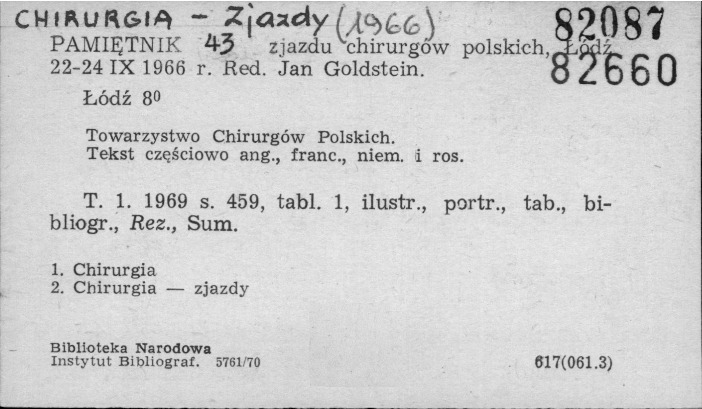 CHIRURGIA – Zjazdy (1966) 82087
PAMIĘTNIK 43 zjazdu chirurgów polskich, Łódź
22-24 IX 1966 r. Red. Jan Goldstein. 82660
Łódź 8⁰
Towarzystwo Chirurgów Polskich.
Tekst częściowo ang., franc., niem. i ros.
T. 1. 1969 s. 459, tabl. 1, ilustr., portr., tab., bi-
bliogr., Rez., Sum.
1. Chirurgia
2. Chirurgia — zjazdy
Biblioteka Narodowa
Instytut Bibliograf. 5761/70 617(061.3)